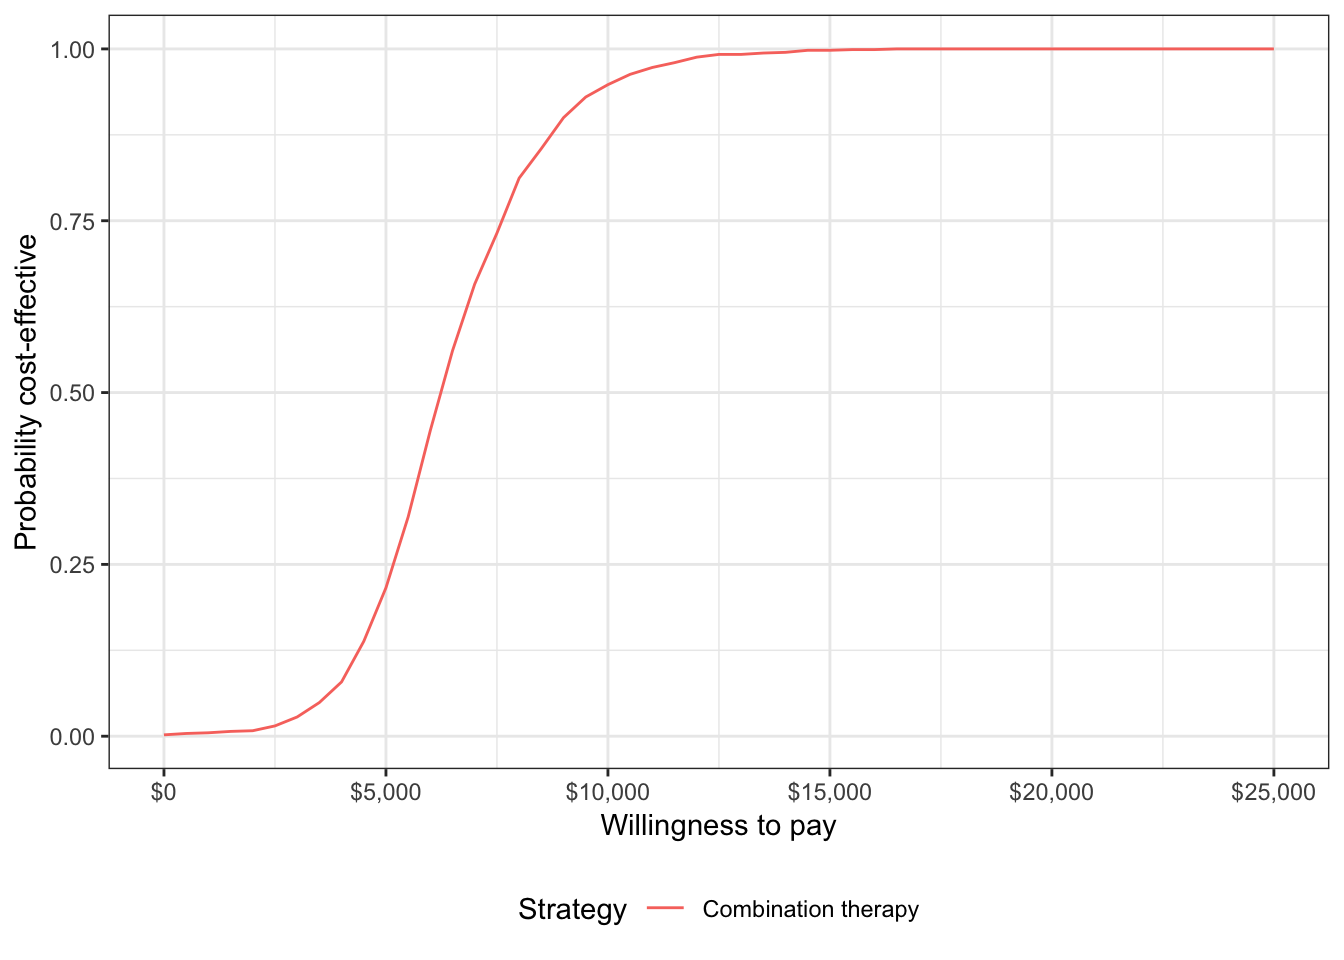 1.00
0.75
0.50
0.25
0.00
Probability cost-effective
$0 $5,000 $10,000 $15,000 $20,000 $25,000
Willingness to pay
Strategy Combination therapy